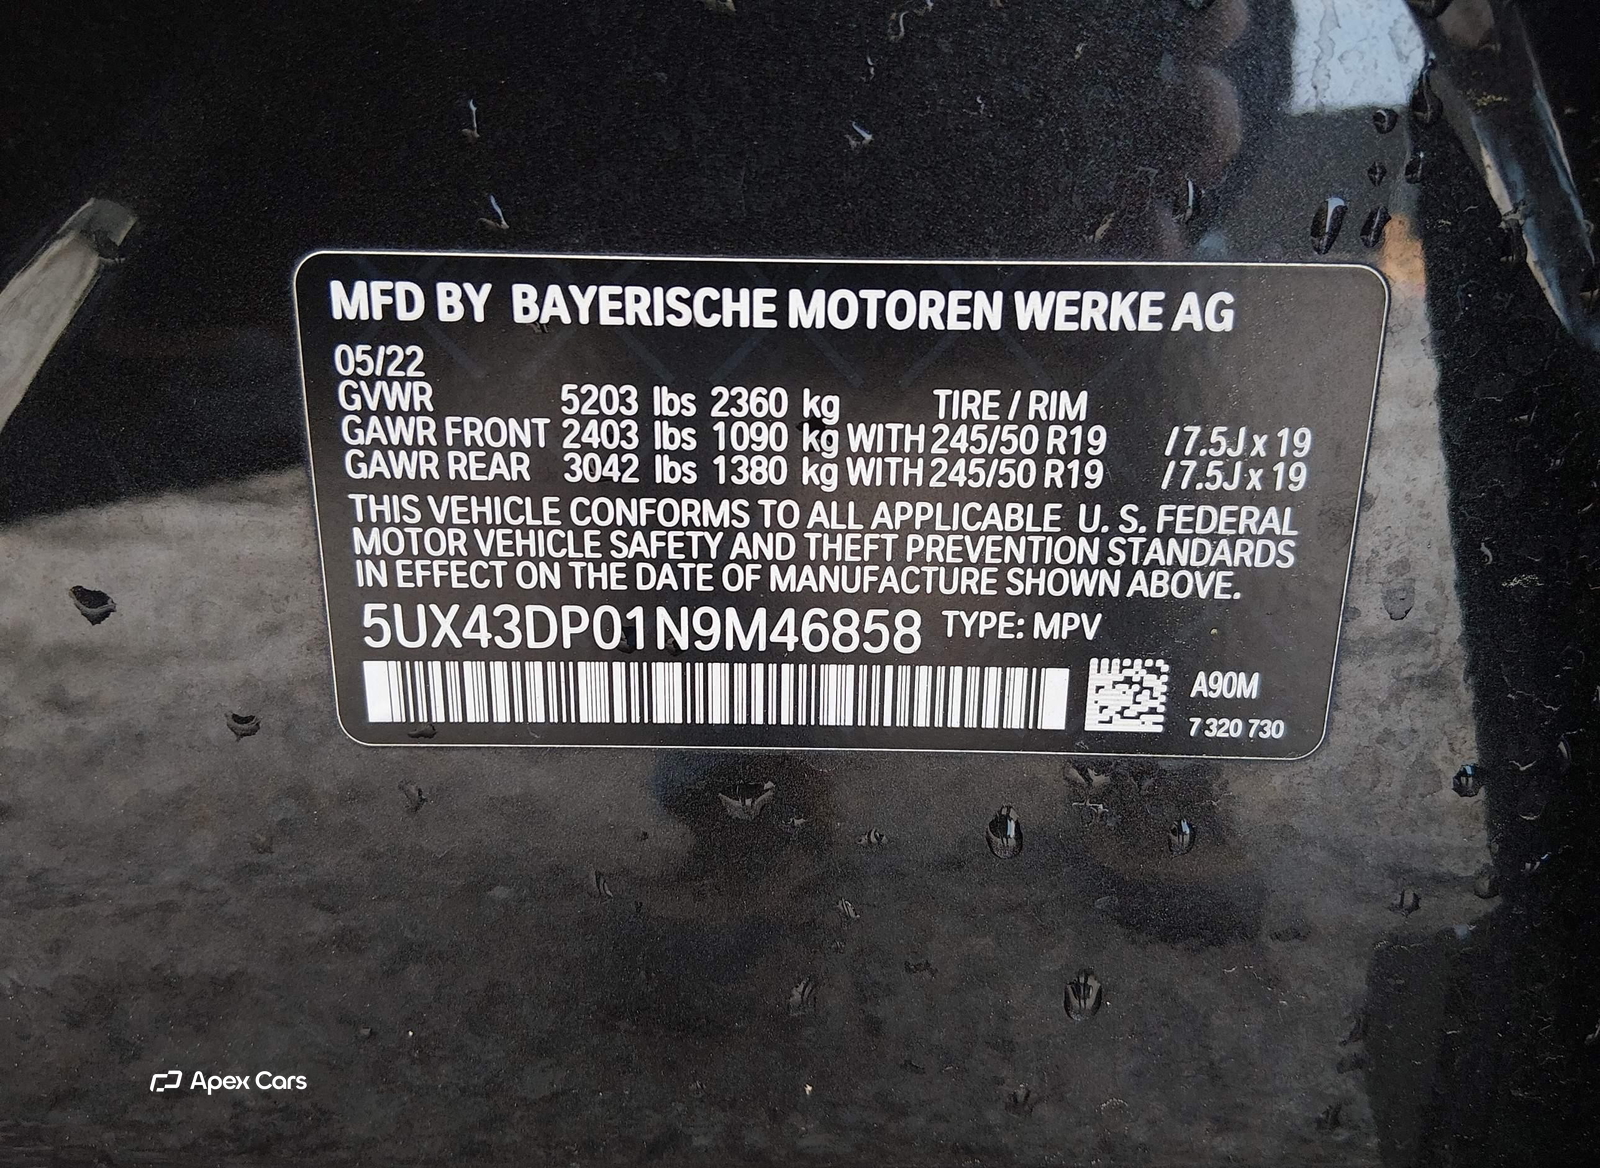 MFD BY BAYERISCHE MOTOREN WERKE AG
05/22
GVWR 5203 lbs 2360 kg TIRE / RIM
GAWR FRONT 2403 lbs 1090 kg WITH 245/50 R19 / 7.5J x 19
GAWR REAR 3042 lbs 1380 kg WITH 245/50 R19 / 7.5J x 19
THIS VEHICLE CONFORMS TO ALL APPLICABLE U. S. FEDERAL
MOTOR VEHICLE SAFETY AND THEFT PREVENTION STANDARDS
IN EFFECT ON THE DATE OF MANUFACTURE SHOWN ABOVE.
5UX43DP01N9M46858 TYPE: MPV
A90M
7 320 730
Apex Cars